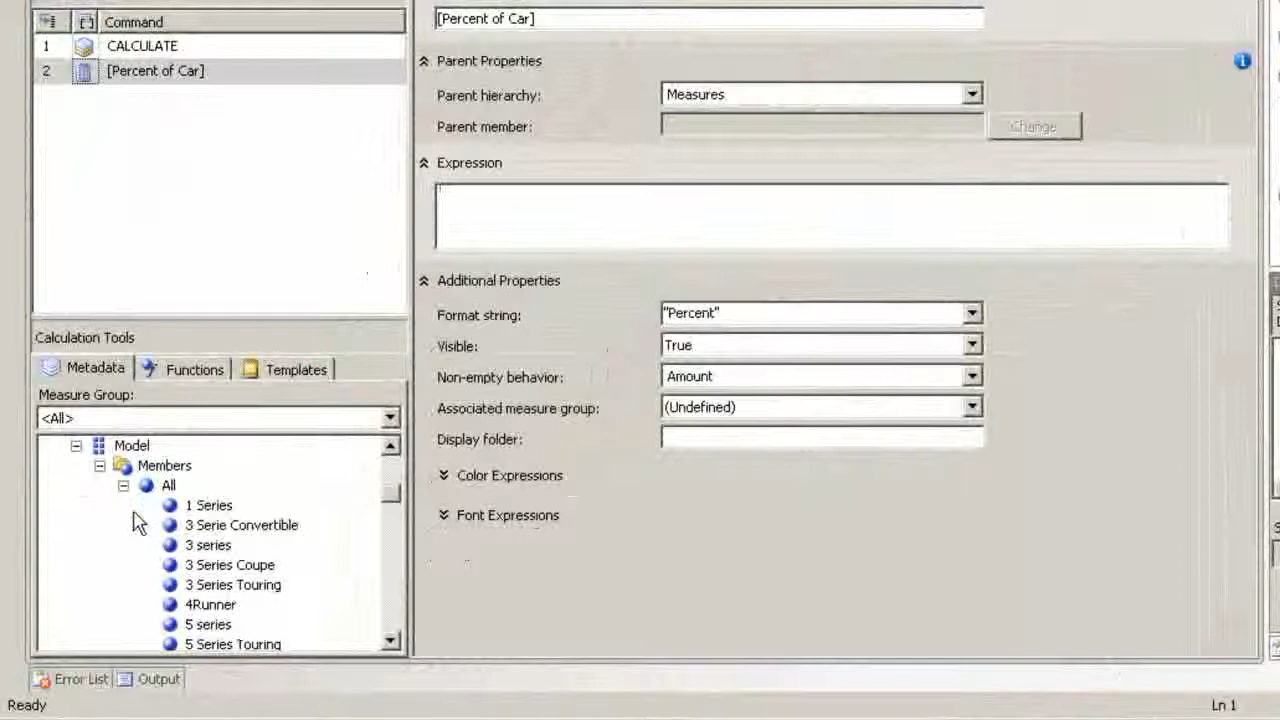 Command
1 CALCULATE
2 [Percent of Car]
[Percent of Car]
Parent Properties
Parent hierarchy: Measures
Parent member: Change
Expression
Additional Properties
Format string: "Percent"
Visible: True
Non-empty behavior: Amount
Associated measure group: (Undefined)
Display folder:
Color Expressions
Font Expressions
Calculation Tools
Metadata Functions Templates
Measure Group:
<All>
Model
Members
All
1 Series
3 Serie Convertible
3 series
3 Series Coupe
3 Series Touring
4Runner
5 series
5 Series Touring
Error List Output
Ready Ln 1